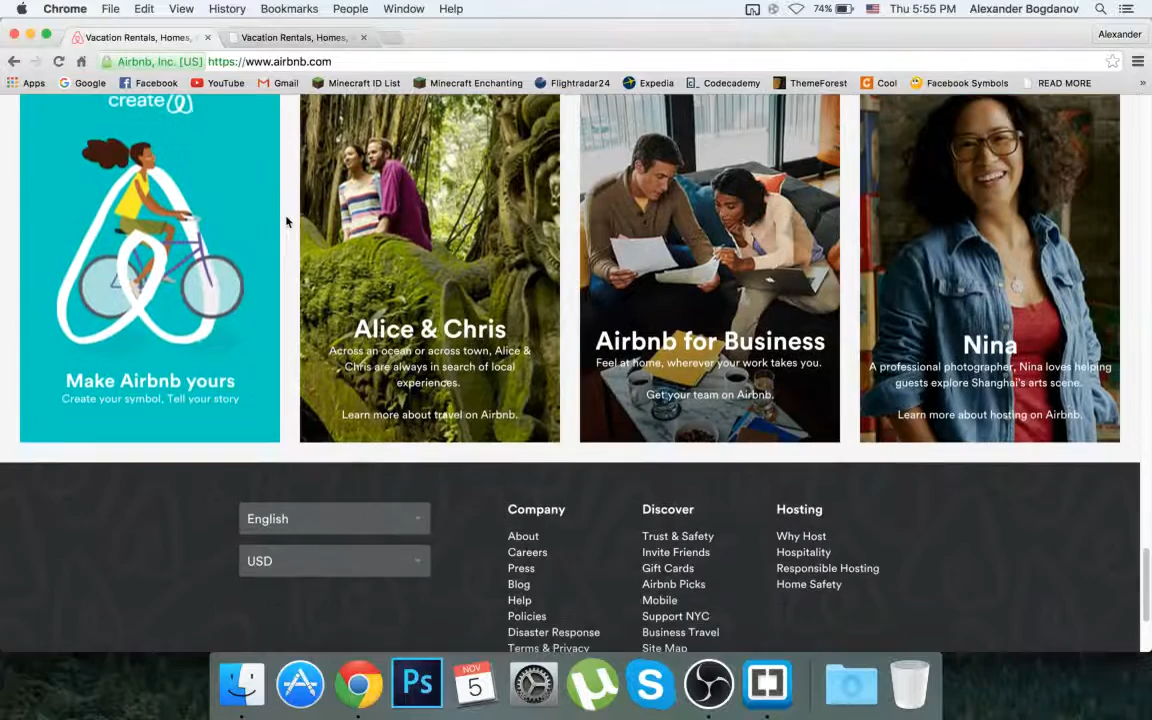 Chrome File Edit View History Bookmarks People Window Help 74% Thu 5:55 PM Alexander Bogdanov
Vacation Rentals, Homes, Vacation Rentals, Homes, Alexander
Airbnb, Inc. [US] https://www.airbnb.com
Apps Google Facebook YouTube Gmail Minecraft ID List Minecraft Enchanting Flightradar24 Expedia Codecademy ThemeForest Cool Facebook Symbols READ MORE »
create
Make Airbnb yours
Create your symbol, Tell your story
Alice & Chris
Across an ocean or across town, Alice &
Chris are always in search of local
experiences.
Learn more about travel on Airbnb.
Airbnb for Business
Feel at home, wherever your work takes you.
Get your team on Airbnb.
Nina
A professional photographer, Nina loves helping
guests explore Shanghai's arts scene.
Learn more about hosting on Airbnb.
English
USD
Company
About
Careers
Press
Blog
Help
Policies
Disaster Response
Terms & Privacy
Discover
Trust & Safety
Invite Friends
Gift Cards
Airbnb Picks
Mobile
Support NYC
Business Travel
Site Map
Hosting
Why Host
Hospitality
Responsible Hosting
Home Safety
Ps
NOV
5